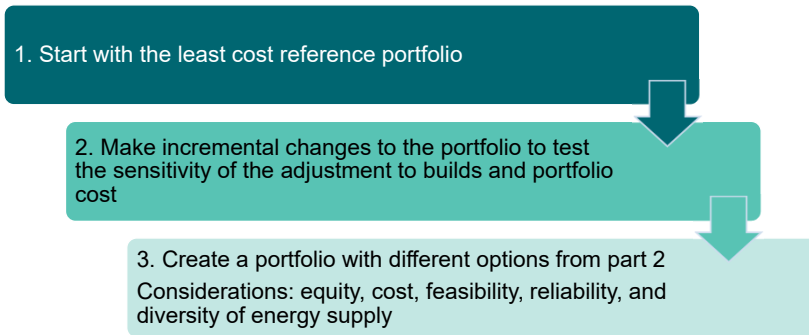 1. Start with the least cost reference portfolio
2. Make incremental changes to the portfolio to test
the sensitivity of the adjustment to builds and portfolio
cost
3. Create a portfolio with different options from part 2
Considerations: equity, cost, feasibility, reliability, and
diversity of energy supply